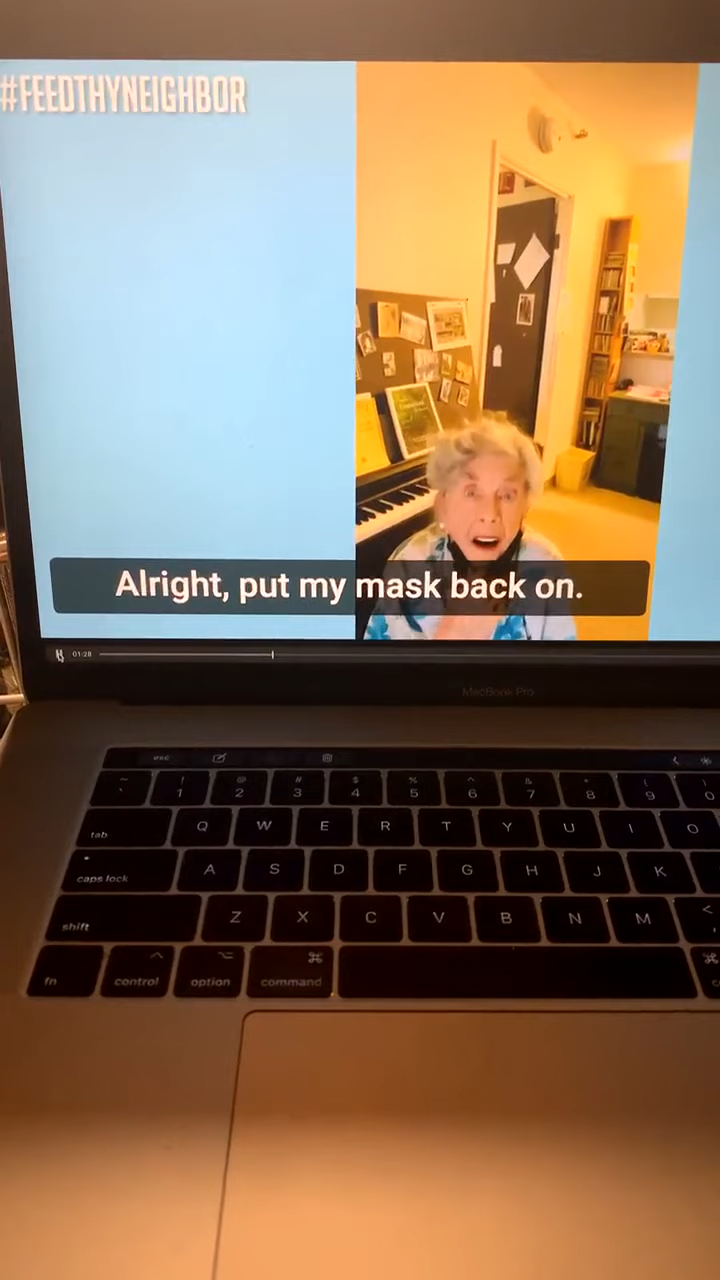 #FEEDTHYNEIGHBOR
Alright, put my mask back on.
01:28
MacBook Pro
esc
~ ! @ # $ % ^ & * ( )
` 1 2 3 4 5 6 7 8 9 0
tab Q W E R T Y U I O
caps lock A S D F G H J K
shift Z X C V B N M < ,
fn control option command